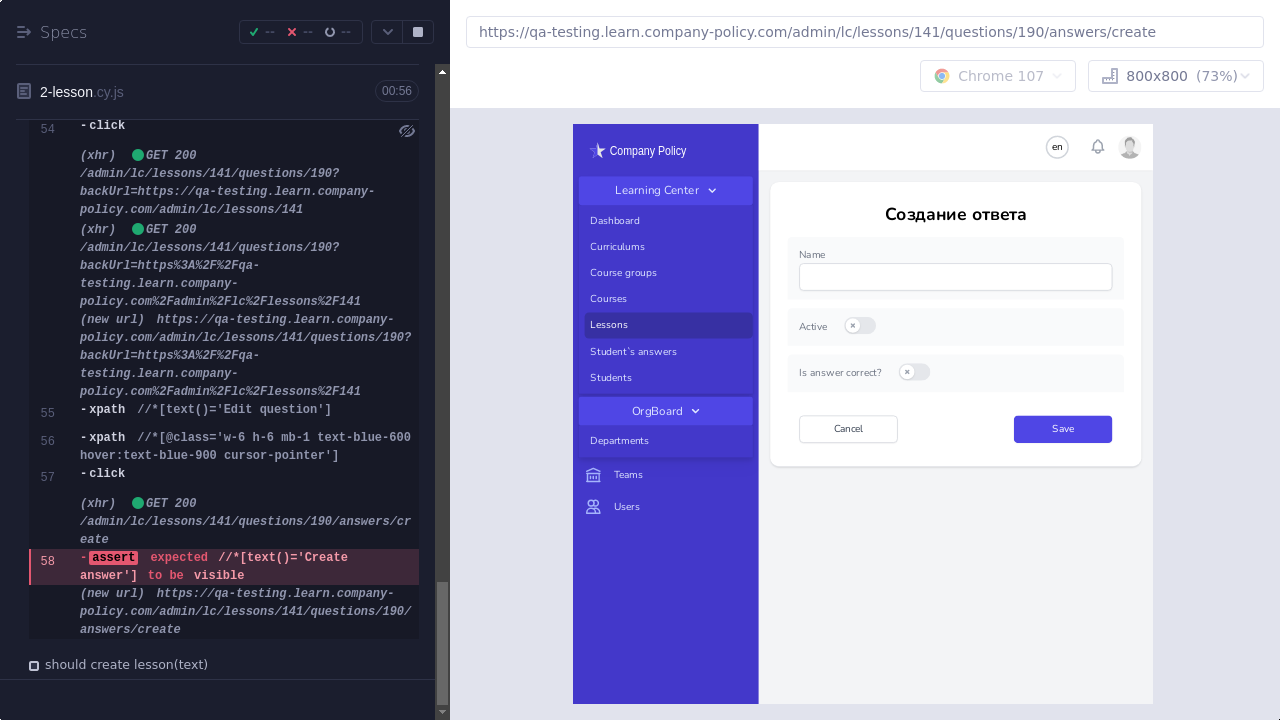 Specs
--
--
--
https://qa-testing.learn.company-policy.com/admin/lc/lessons/141/questions/190/answers/create
Chrome 107
800x800 (73%)
2-lesson.cy.js
00:56
54 -click
(xhr) GET 200
/admin/lc/lessons/141/questions/190?
backUrl=https://qa-testing.learn.company-
policy.com/admin/lc/lessons/141
(xhr) GET 200
/admin/lc/lessons/141/questions/190?
backUrl=https%3A%2F%2Fqa-
testing.learn.company-
policy.com%2Fadmin%2Flc%2Flessons%2F141
(new url) https://qa-testing.learn.company-
policy.com/admin/lc/lessons/141/questions/190?
backUrl=https%3A%2F%2Fqa-
testing.learn.company-
policy.com%2Fadmin%2Flc%2Flessons%2F141
55 -xpath //*[text()='Edit question']
56 -xpath //*[@class='w-6 h-6 mb-1 text-blue-600
hover:text-blue-900 cursor-pointer']
57 -click
(xhr) GET 200
/admin/lc/lessons/141/questions/190/answers/cr
eate
58 -assert expected //*[text()='Create
answer'] to be visible
(new url) https://qa-testing.learn.company-
policy.com/admin/lc/lessons/141/questions/190/
answers/create
should create lesson(text)
Company Policy
Learning Center
Dashboard
Curriculums
Course groups
Courses
Lessons
Student`s answers
Students
OrgBoard
Departments
Teams
Users
en
Создание ответа
Name
Active
Is answer correct?
Cancel
Save